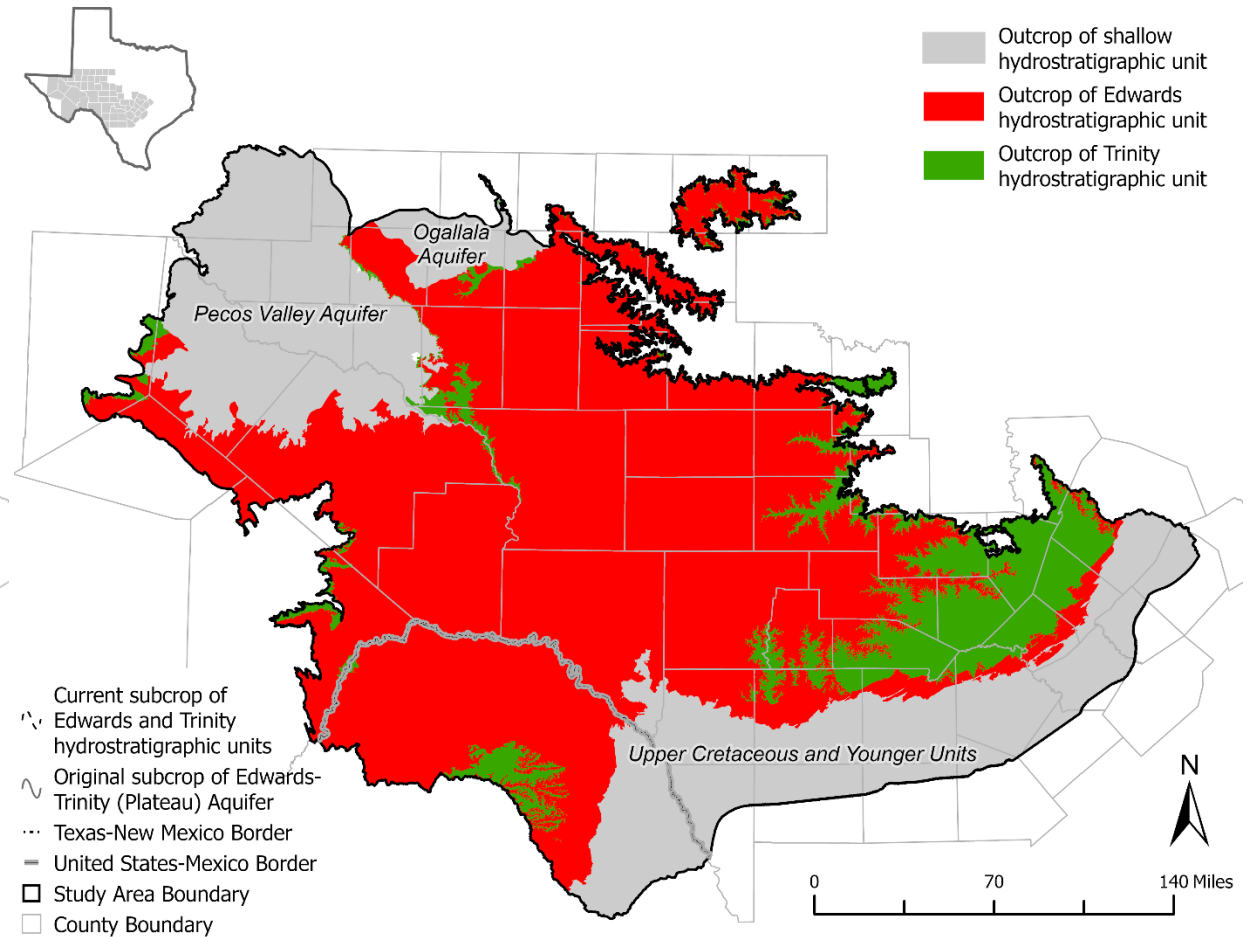 Outcrop of shallow
hydrostratigraphic unit
Outcrop of Edwards
hydrostratigraphic unit
Outcrop of Trinity
hydrostratigraphic unit
Ogallala
Aquifer
Pecos Valley Aquifer
Upper Cretaceous and Younger Units
Current subcrop of
Edwards and Trinity
hydrostratigraphic units
Original subcrop of Edwards-
Trinity (Plateau) Aquifer
Texas-New Mexico Border
United States-Mexico Border
Study Area Boundary
County Boundary
N
0 70 140 Miles